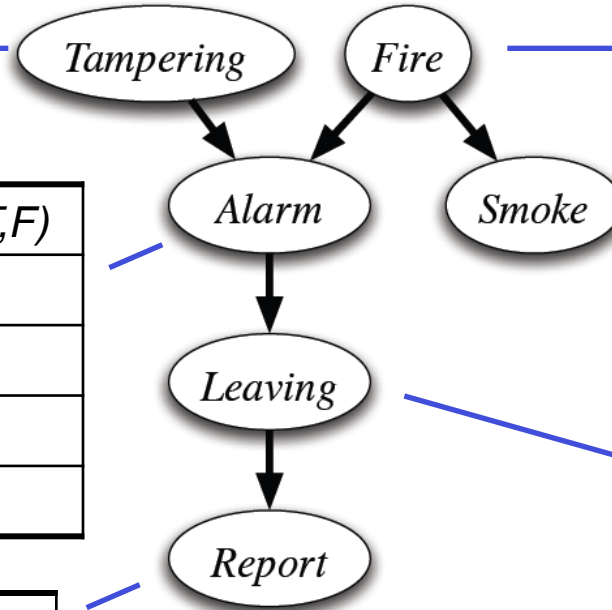 Tampering
Fire
Alarm
Smoke
,F)
Leaving
Report